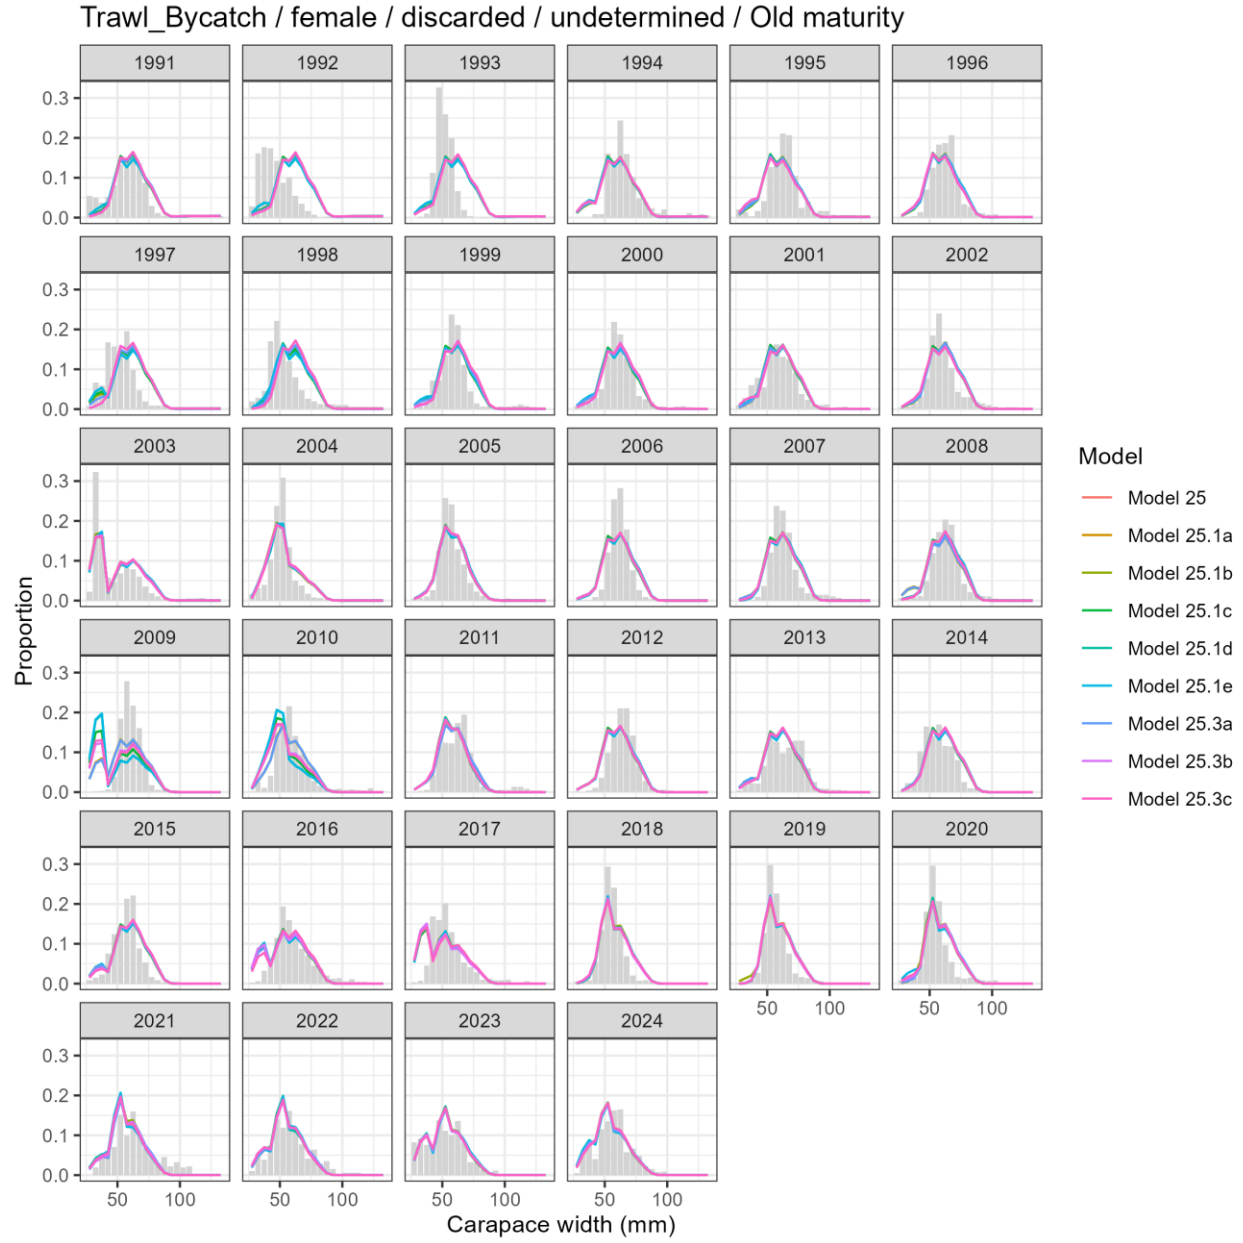 Trawl_Bycatch / female / discarded / undetermined / Old maturity
1991 1992 1993 1994 1995 1996
0.3
0.2
0.1
0.0
1997 1998 1999 2000 2001 2002
0.3
0.2
0.1
0.0
2003 2004 2005 2006 2007 2008
0.3
0.2
0.1
0.0
2009 2010 2011 2012 2013 2014
0.3
0.2
0.1
0.0
2015 2016 2017 2018 2019 2020
0.3
0.2
0.1
0.0
50 100 50 100
2021 2022 2023 2024
0.3
0.2
0.1
0.0
50 100 50 100 50 100 50 100
Proportion
Carapace width (mm)
Model
Model 25
Model 25.1a
Model 25.1b
Model 25.1c
Model 25.1d
Model 25.1e
Model 25.3a
Model 25.3b
Model 25.3c